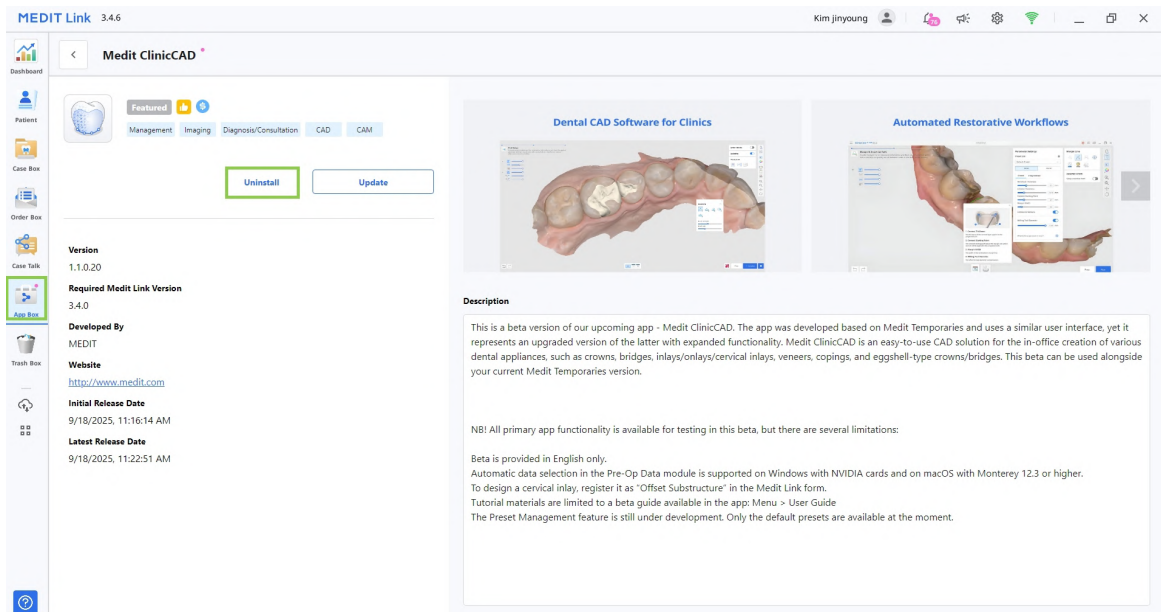 MEDIT Link 3.4.6
Kim jinyoung
76
Dashboard
Patient
Case Box
Order Box
Case Talk
App Box
Trash Box
Medit ClinicCAD
Featured
Management Imaging Diagnosis/Consultation CAD CAM
Uninstall Update
Version
1.1.0.20
Required Medit Link Version
3.4.0
Developed By
MEDIT
Website
http://www.medit.com
Initial Release Date
9/18/2025, 11:16:14 AM
Latest Release Date
9/18/2025, 11:22:51 AM
Dental CAD Software for Clinics
Automated Restorative Workflows
Description
This is a beta version of our upcoming app - Medit ClinicCAD. The app was developed based on Medit Temporaries and uses a similar user interface, yet it
represents an upgraded version of the latter with expanded functionality. Medit ClinicCAD is an easy-to-use CAD solution for the in-office creation of various
dental appliances, such as crowns, bridges, inlays/onlays/cervical inlays, veneers, copings, and eggshell-type crowns/bridges. This beta can be used alongside
your current Medit Temporaries version.
NB! All primary app functionality is available for testing in this beta, but there are several limitations:
Beta is provided in English only.
Automatic data selection in the Pre-Op Data module is supported on Windows with NVIDIA cards and on macOS with Monterey 12.3 or higher.
To design a cervical inlay, register it as "Offset Substructure" in the Medit Link form.
Tutorial materials are limited to a beta guide available in the app: Menu > User Guide
The Preset Management feature is still under development. Only the default presets are available at the moment.